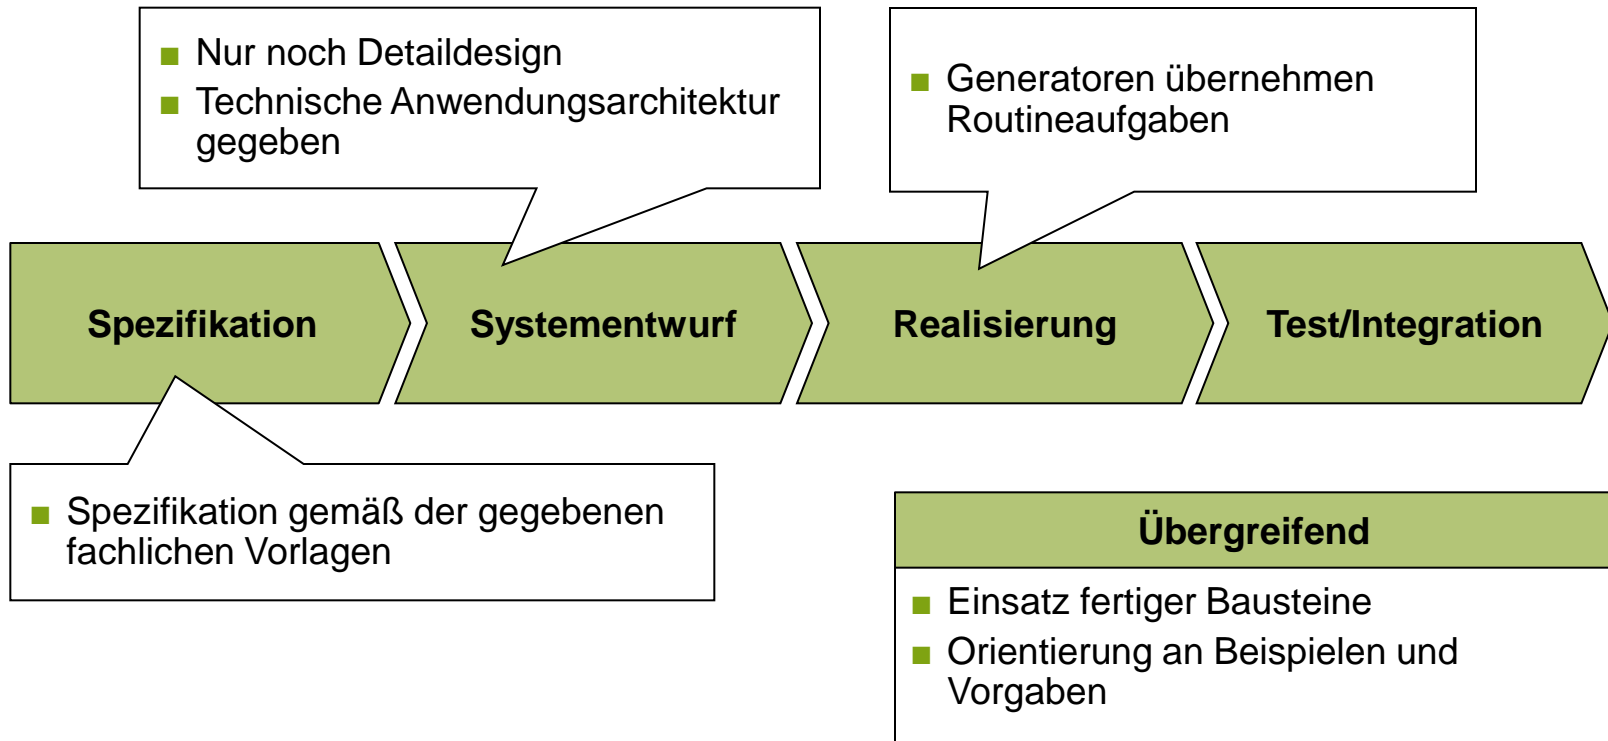 ■ Nur noch Detaildesign
■ Technische Anwendungsarchitektur
gegeben
■ Generatoren übernehmen
Routineaufgaben
Spezifikation
Systementwurf
Realisierung
Test/Integration
■ Spezifikation gemäß der gegebenen
fachlichen Vorlagen
Übergreifend
■ Einsatz fertiger Bausteine
■ Orientierung an Beispielen und
Vorgaben